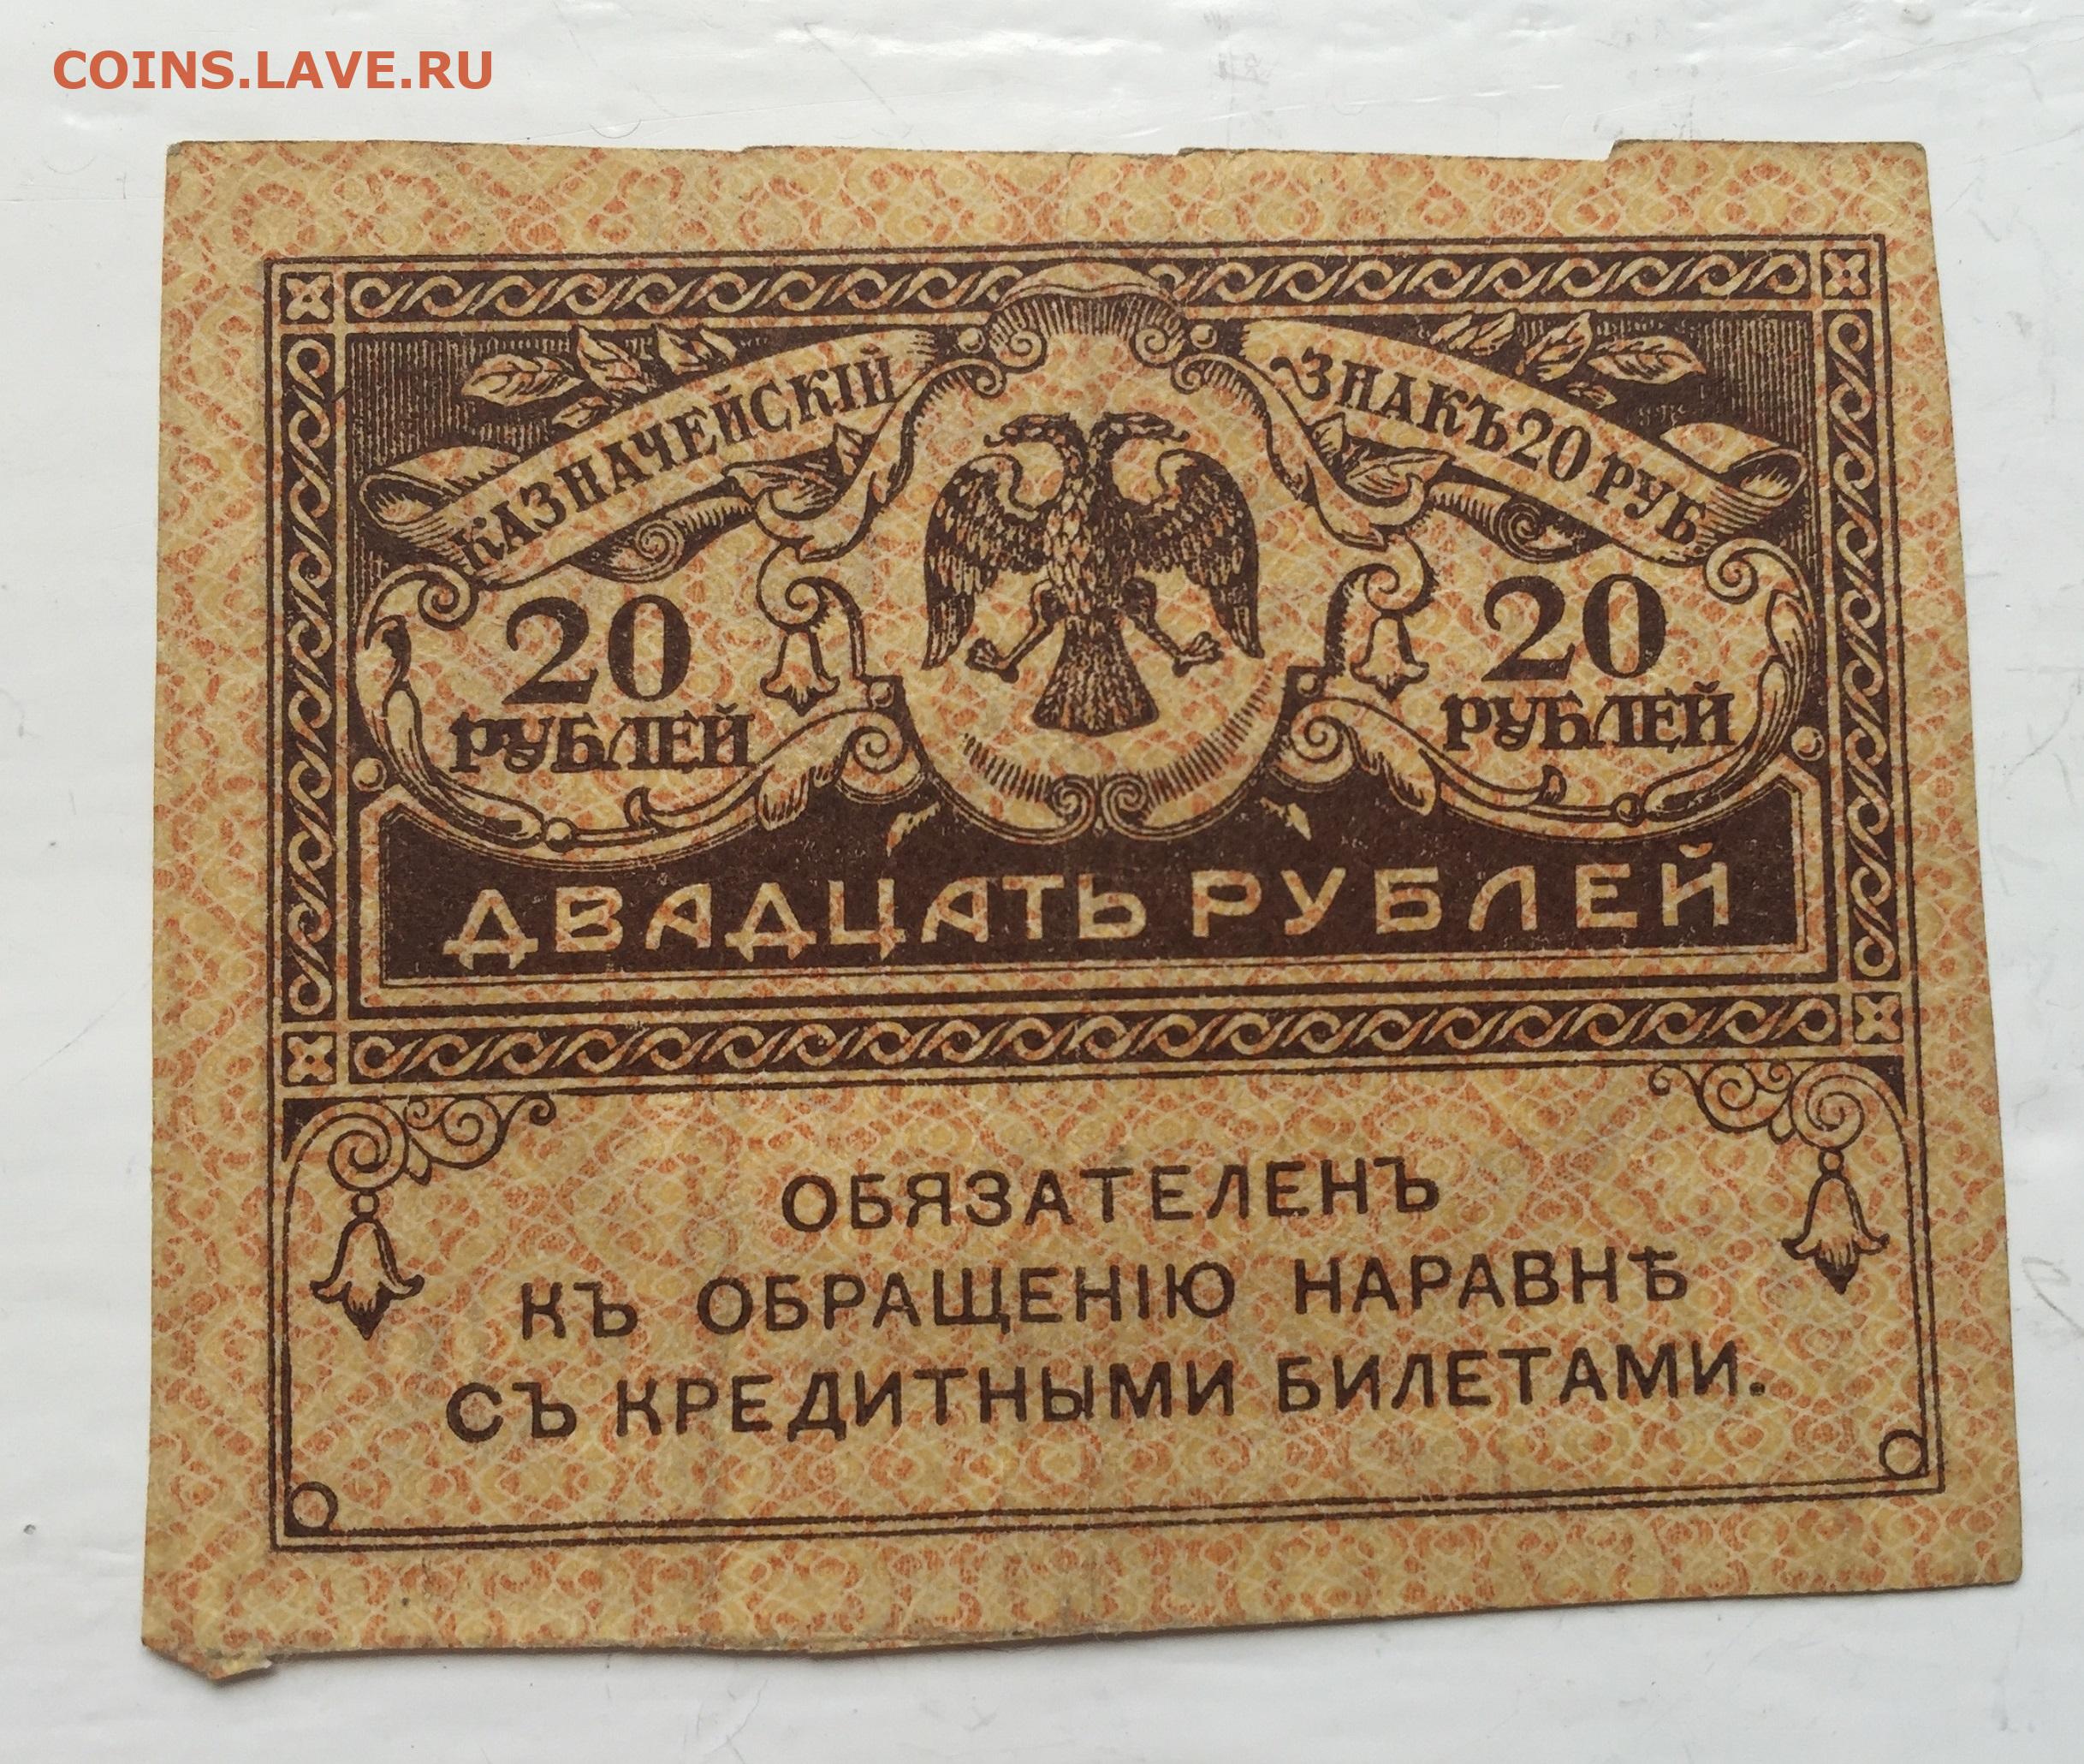 COINS.LAVE.RU
КАЗНАЧЕЙСКІЙ ЗНАКЪ 20 РУБ.
20 20
РУБЛЕЙ РУБЛЕЙ
ДВАДЦАТЬ РУБЛЕЙ
ОБЯЗАТЕЛЕНЪ
КЪ ОБРАЩЕНІЮ НАРАВНѢ
СЪ КРЕДИТНЫМИ БИЛЕТАМИ.